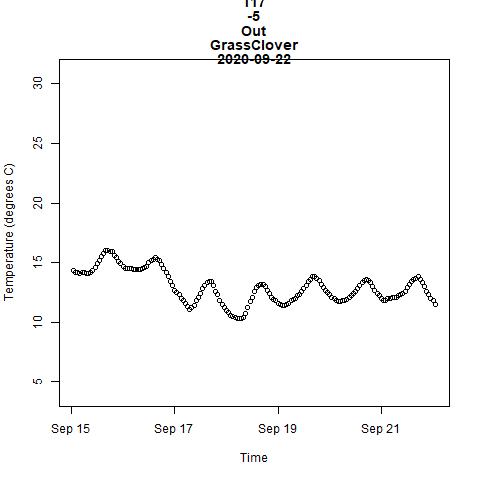 T17
-5
Out
GrassClover
2020-09-22
30
25
20
15
10
5
Temperature (degrees C)
Sep 15
Sep 17
Sep 19
Sep 21
Time